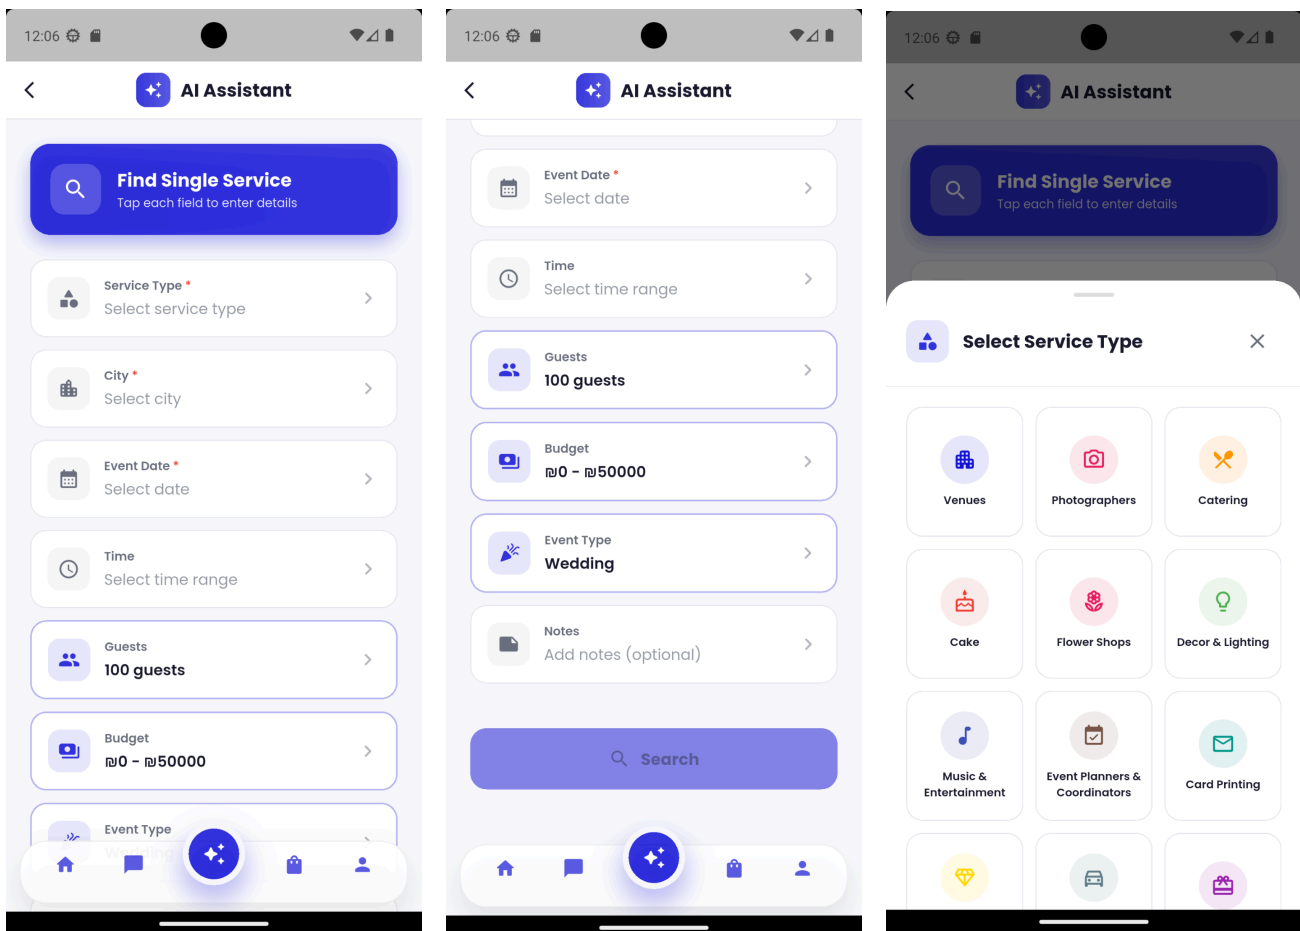 12:06
AI Assistant
Find Single Service
Tap each field to enter details
Service Type *
Select service type
City *
Select city
Event Date *
Select date
Time
Select time range
Guests
100 guests
Budget
₪0 - ₪50000
Event Type
Wedding
12:06
AI Assistant
Event Date *
Select date
Time
Select time range
Guests
100 guests
Budget
₪0 - ₪50000
Event Type
Wedding
Notes
Add notes (optional)
Search
12:06
AI Assistant
Find Single Service
Tap each field to enter details
Select Service Type
Venues
Photographers
Catering
Cake
Flower Shops
Decor & Lighting
Music &
Entertainment
Event Planners &
Coordinators
Card Printing